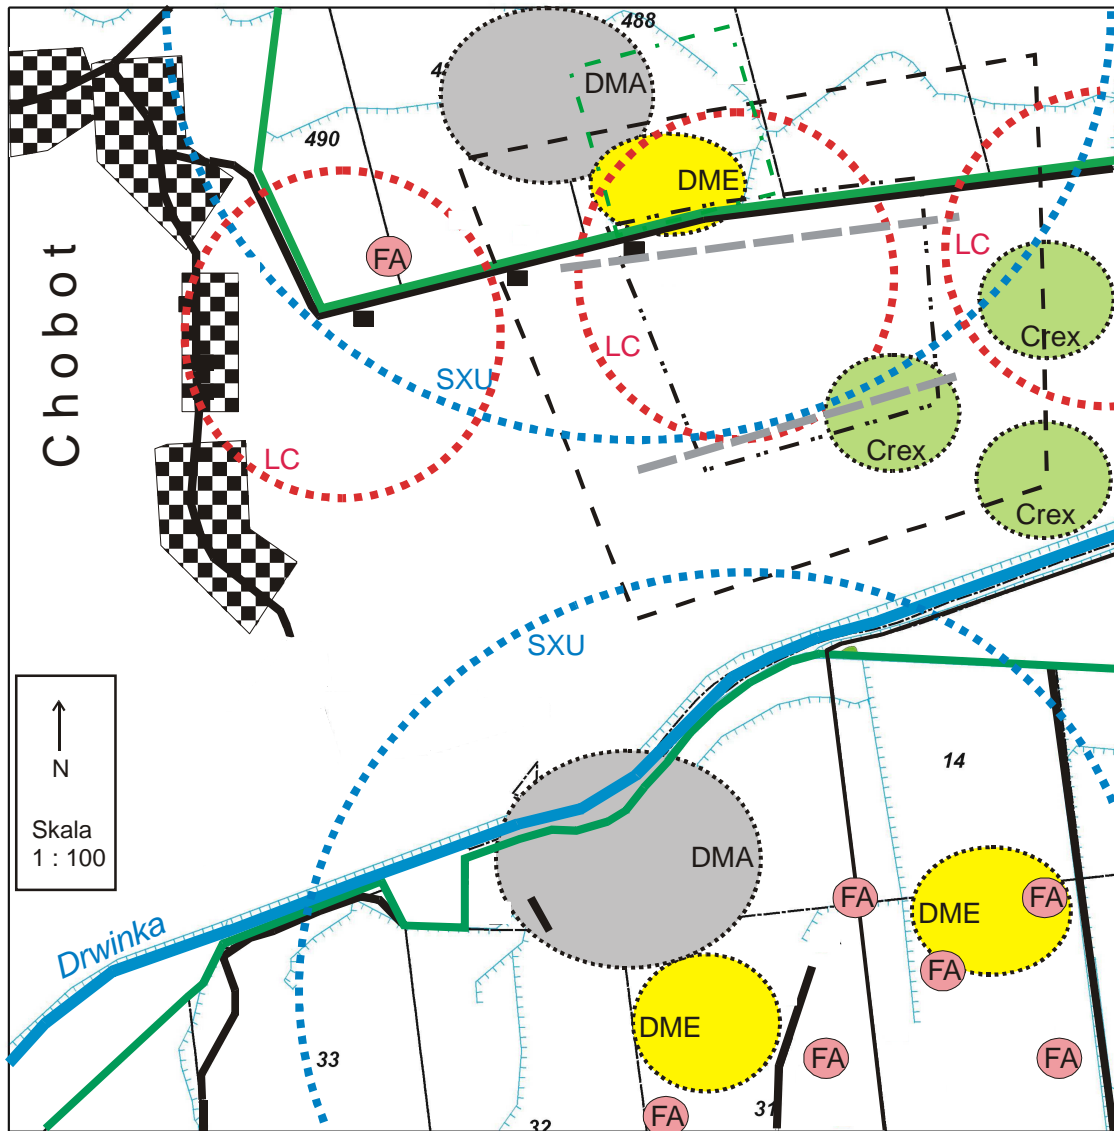 488
DMA
490
DME
FA
LC
Crex
LC
SXU
Chobot
LC
Crex
Crex
SXU
N
Skala
1 : 100
14
DMA
FA
FA
DME
Drwinka
FA
DME
33
FA
FA
31
FA
32